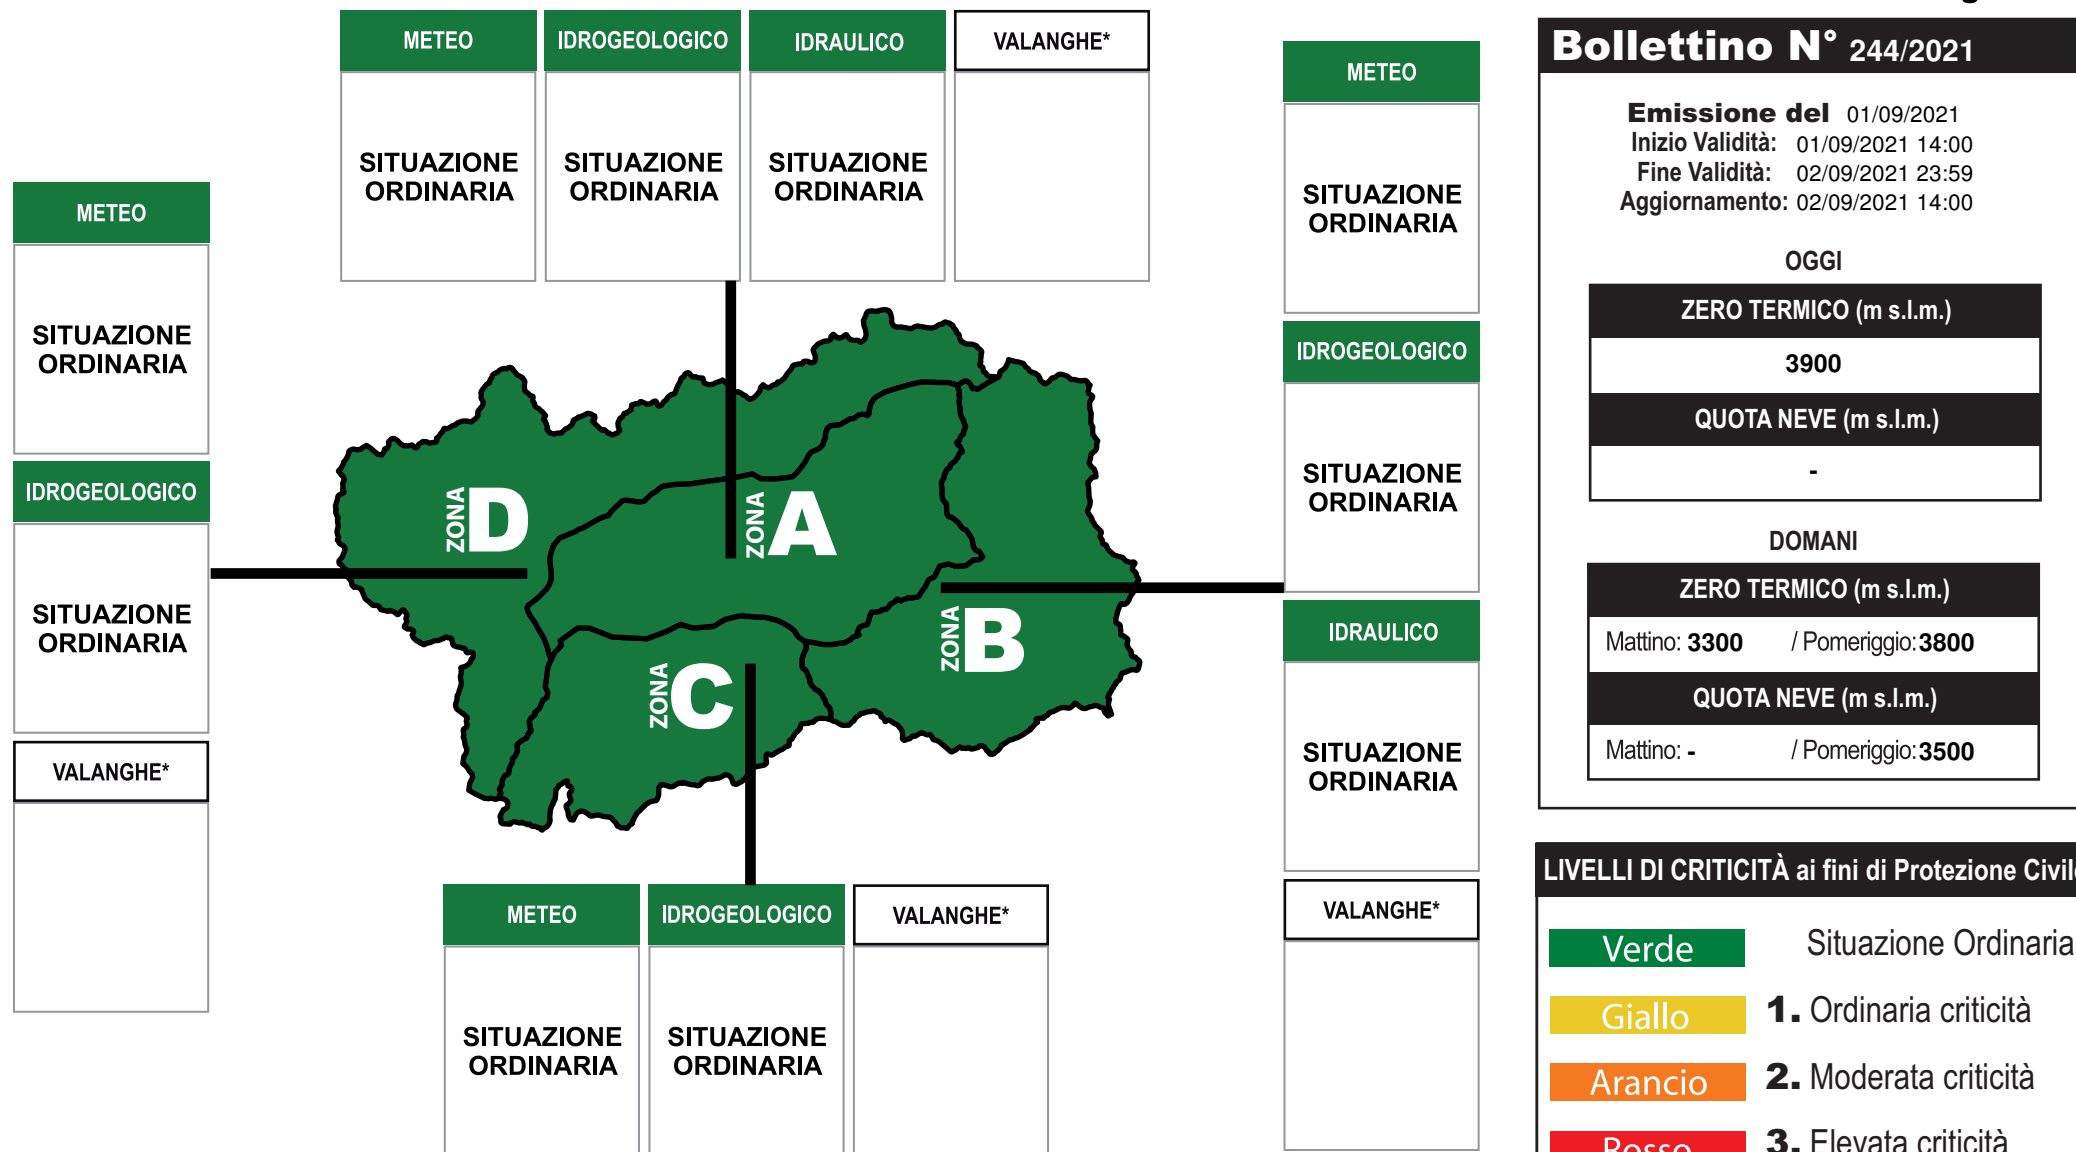 METEO
IDROGEOLOGICO
IDRAULICO
VALANGHE*
SITUAZIONE
ORDINARIA
SITUAZIONE
ORDINARIA
SITUAZIONE
ORDINARIA
METEO
SITUAZIONE
ORDINARIA
IDROGEOLOGICO
SITUAZIONE
ORDINARIA
VALANGHE*
ZONA D
ZONA A
ZONA B
ZONA C
METEO
SITUAZIONE
ORDINARIA
IDROGEOLOGICO
SITUAZIONE
ORDINARIA
IDRAULICO
SITUAZIONE
ORDINARIA
VALANGHE*
METEO
IDROGEOLOGICO
VALANGHE*
SITUAZIONE
ORDINARIA
SITUAZIONE
ORDINARIA
Bollettino N° 244/2021
Emissione del 01/09/2021
Inizio Validità: 01/09/2021 14:00
Fine Validità: 02/09/2021 23:59
Aggiornamento: 02/09/2021 14:00
OGGI
ZERO TERMICO (m s.l.m.)
3900
QUOTA NEVE (m s.l.m.)
-
DOMANI
ZERO TERMICO (m s.l.m.)
Mattino: 3300 / Pomeriggio: 3800
QUOTA NEVE (m s.l.m.)
Mattino: - / Pomeriggio: 3500
LIVELLI DI CRITICITÀ ai fini di Protezione Civile
Verde Situazione Ordinaria
Giallo 1. Ordinaria criticità
Arancio 2. Moderata criticità
Rosso 3. Elevata criticità